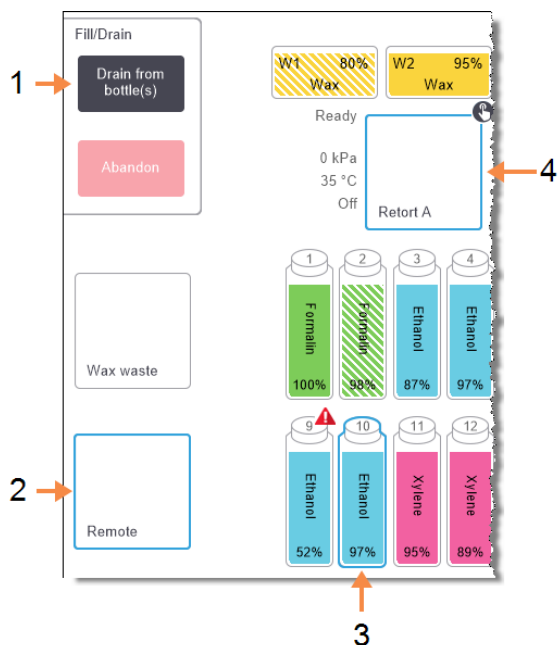 Fill/Drain
1
Drain from
bottle(s)
Abandon
W1 80%
Wax
W2 95%
Wax
Ready
0 kPa
35 °C
Off
Retort A
4
Wax waste
1
Formalin
100%
2
Formalin
98%
3
Ethanol
87%
4
Ethanol
97%
2
Remote
9
Ethanol
52%
10
Ethanol
97%
11
Xylene
95%
12
Xylene
89%
3